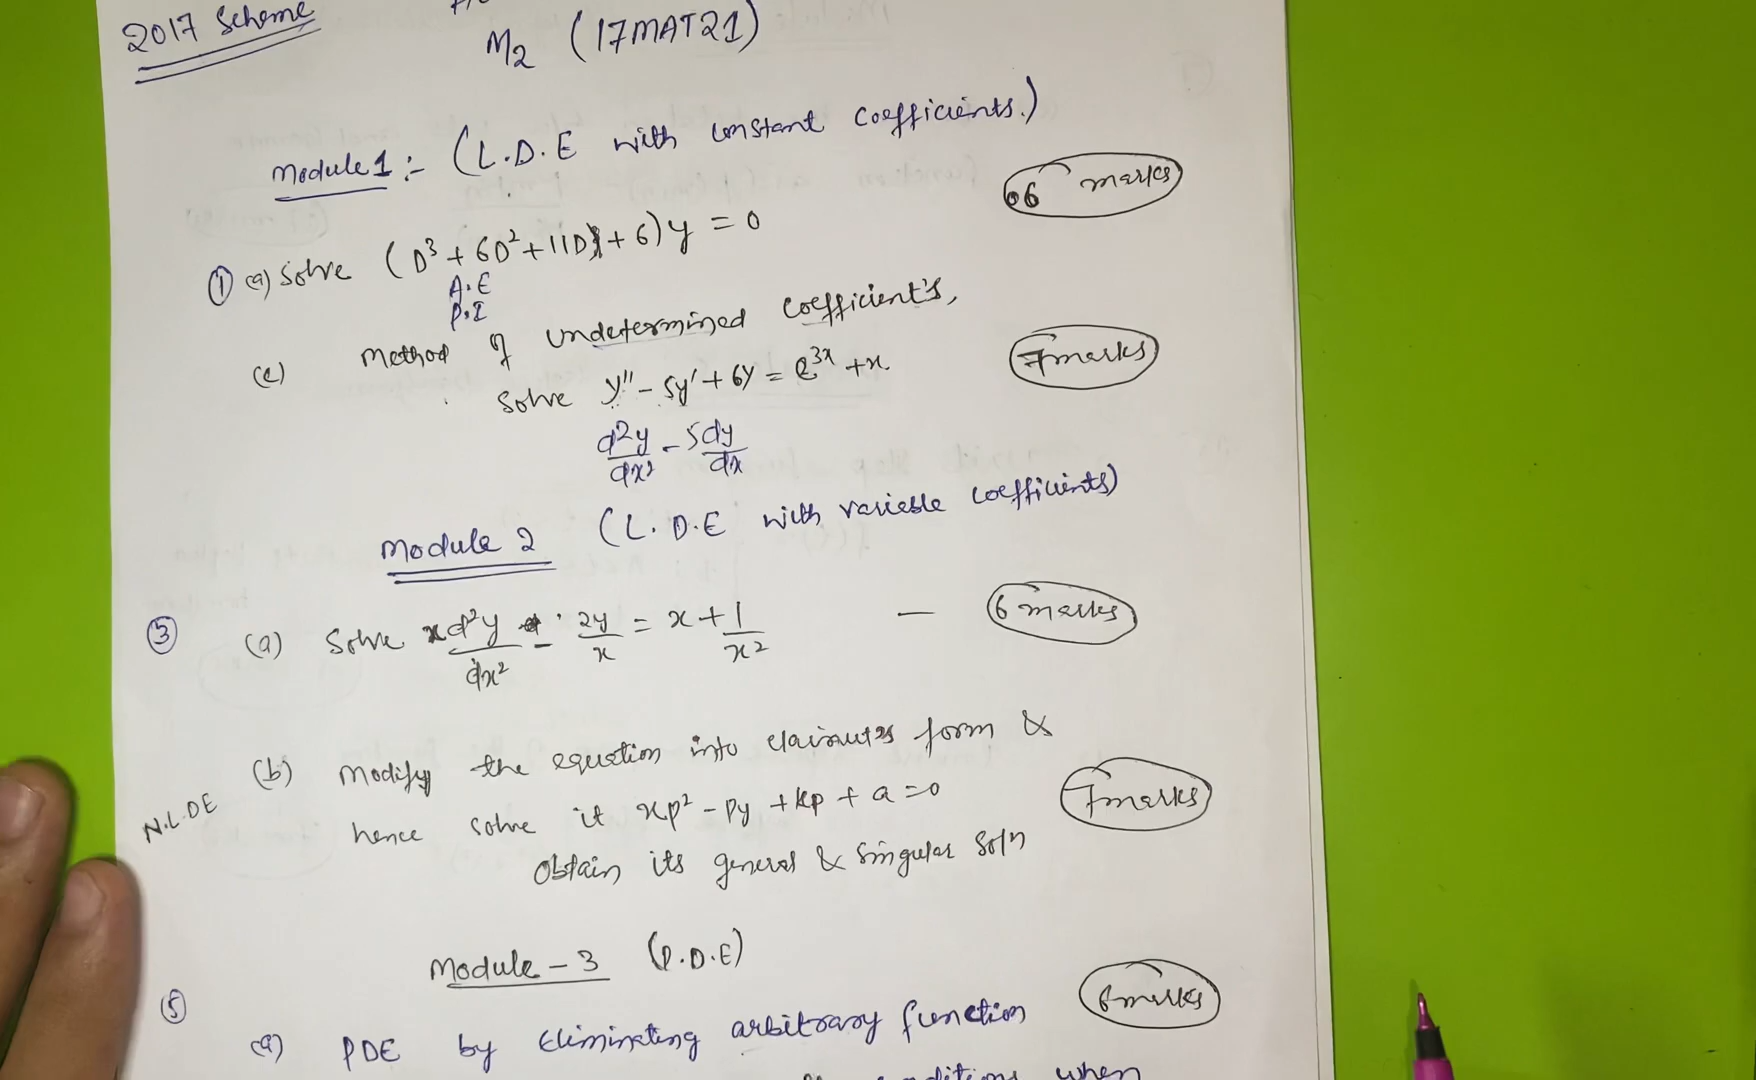 2017 Scheme
M2 (17MAT21)
Module 1 :- (L.D.E with constant coefficients.)
06 marks
① (a) Solve (D³ + 6D² + 11D + 6)y = 0
A.E
P.I
(c) Method of undetermined coefficient's,
Solve y'' - 5y' + 6y = e^3x + x
7 marks
d²y/dx² - 5dy/dx
Module 2 (L.D.E with variable coefficients)
③ (a) Solve x d²y/dx² - 2y/x = x + 1/x² — 6 marks
(b) Modify the equation into clairauts form &
N.L.DE hence solve it xp² - py + kp + a = 0
7 marks
Obtain its general & singular Solⁿ
Module - 3 (P.D.E)
⑤
6 marks
(a) PDE by Eliminating arbitrary function
when